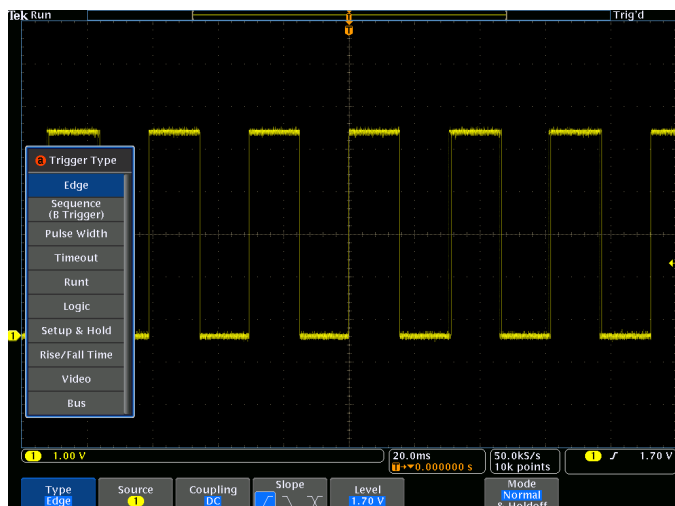 Tek Run
Trig'd
T
T
a Trigger Type
Edge
Sequence
(B Trigger)
Pulse Width
Timeout
Runt
Logic
Setup & Hold
Rise/Fall Time
Video
Bus
1
1 1.00 V
20.0ms
T→▼0.000000 s
50.0kS/s
10k points
1 ʃ 1.70 V
Type
Edge
Source
1
Coupling
DC
Slope
Level
1.70 V
Mode
Normal
& Holdoff